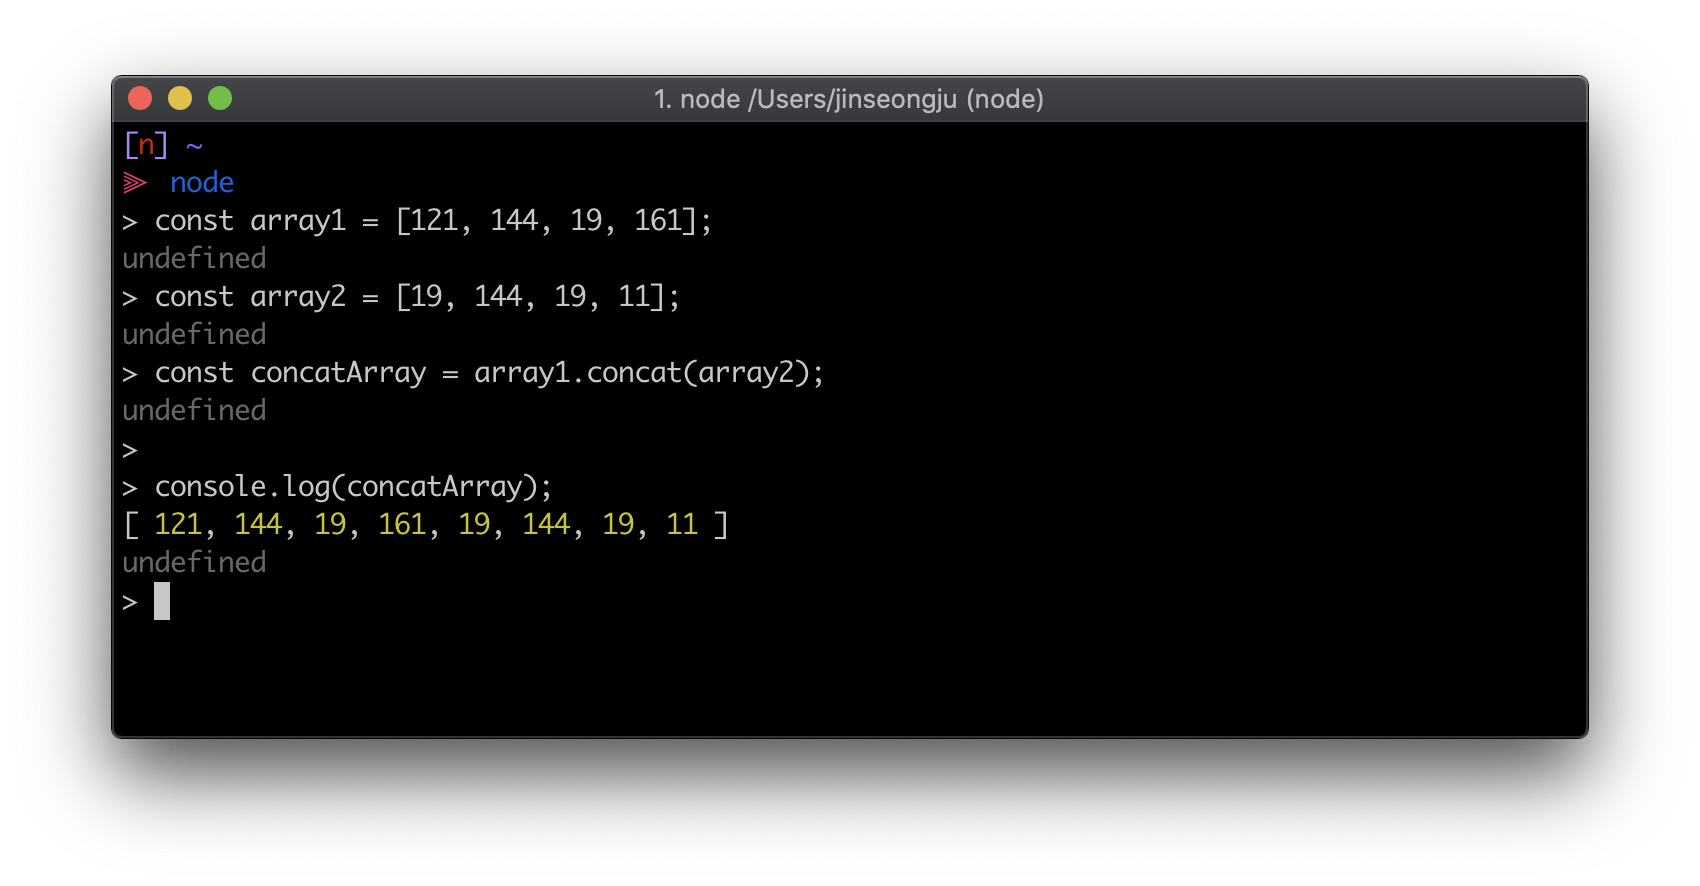 1. node /Users/jinseongju (node)
[n] ~
node
> const array1 = [121, 144, 19, 161];
undefined
> const array2 = [19, 144, 19, 11];
undefined
> const concatArray = array1.concat(array2);
undefined
>
> console.log(concatArray);
[ 121, 144, 19, 161, 19, 144, 19, 11 ]
undefined
>